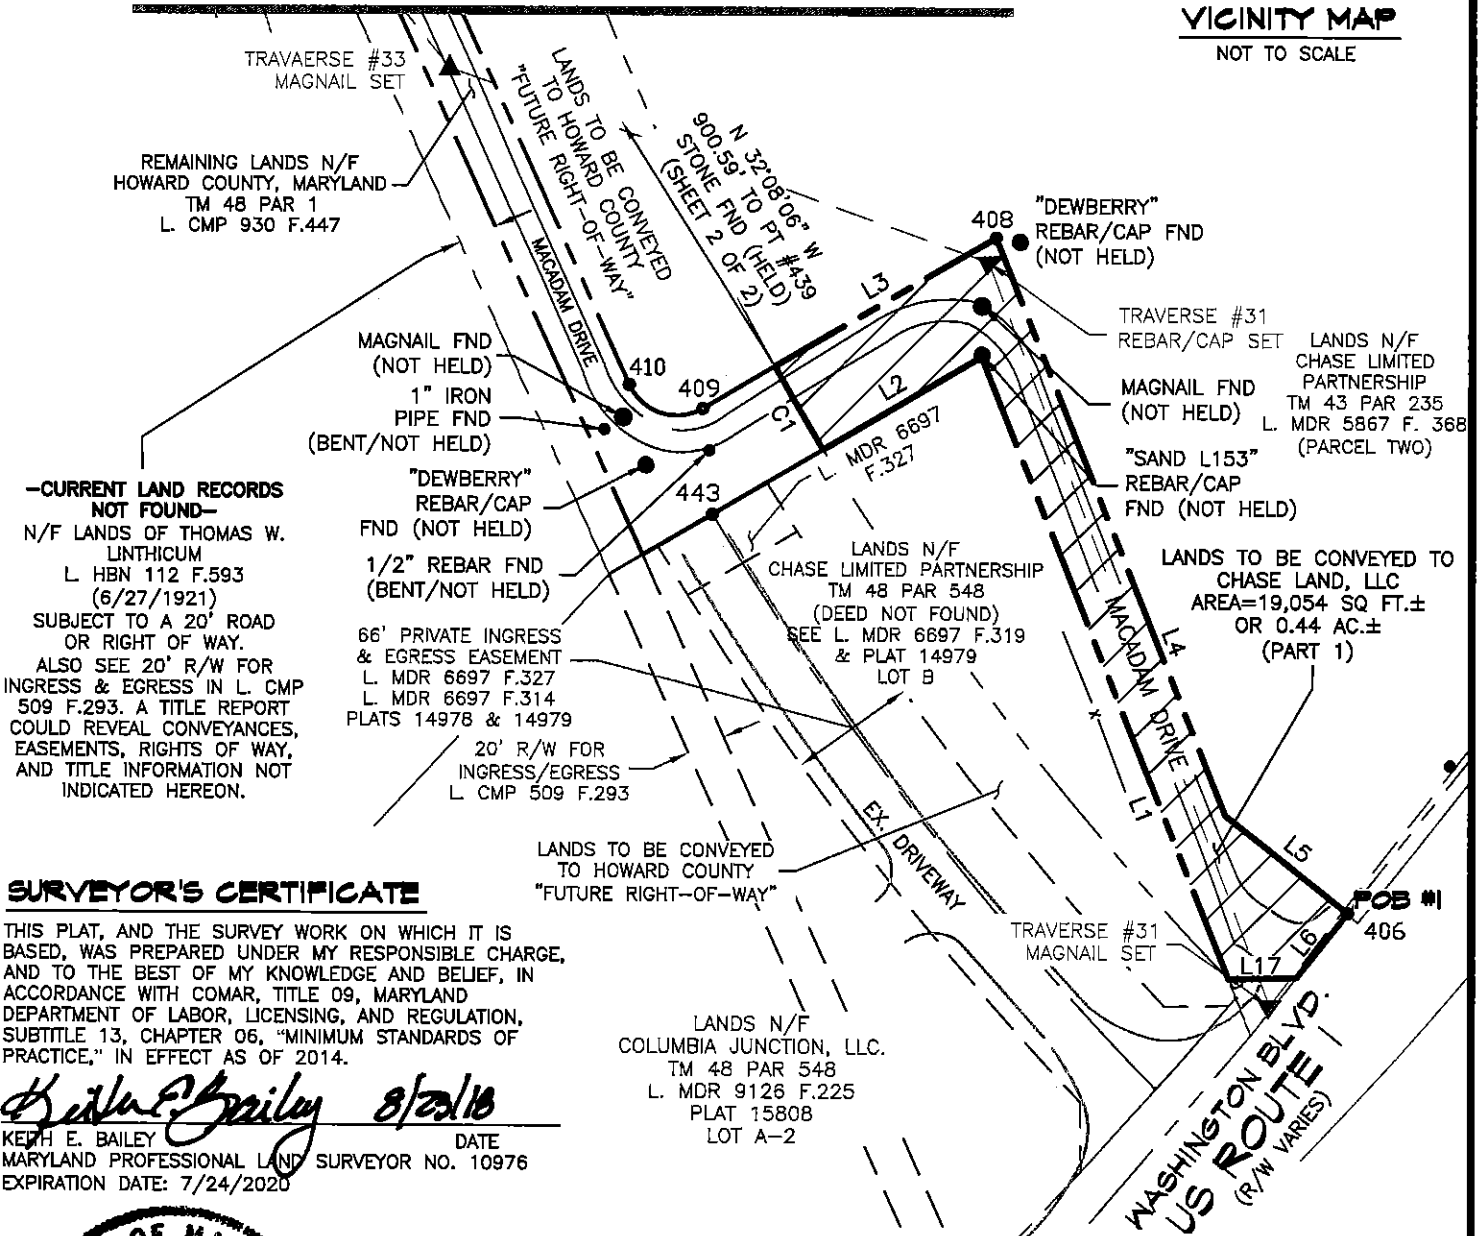 VICINITY MAP
NOT TO SCALE
TRAVAERSE #33
MAGNAIL SET
REMAINING LANDS N/F
HOWARD COUNTY, MARYLAND
TM 48 PAR 1
L. CMP 930 F.447
LANDS TO BE CONVEYED
TO HOWARD COUNTY
"FUTURE RIGHT-OF-WAY"
N 32°08'06" W
900.59' TO PT #439
STONE FND (HELD)
(SHEET 2 OF 2)
MACADAM DRIVE
408
"DEWBERRY"
REBAR/CAP FND
(NOT HELD)
L3
TRAVERSE #31
REBAR/CAP SET
LANDS N/F
CHASE LIMITED
PARTNERSHIP
TM 43 PAR 235
L. MDR 5867 F. 368
(PARCEL TWO)
MAGNAIL FND
(NOT HELD)
410
409
1" IRON
PIPE FND
(BENT/NOT HELD)
C1
L2
MAGNAIL FND
(NOT HELD)
L. MDR 6697
F.327
"SAND L153"
REBAR/CAP
FND (NOT HELD)
"DEWBERRY"
REBAR/CAP
FND (NOT HELD)
443
1/2" REBAR FND
(BENT/NOT HELD)
-CURRENT LAND RECORDS
NOT FOUND-
N/F LANDS OF THOMAS W.
LINTHICUM
L. HBN 112 F.593
(6/27/1921)
SUBJECT TO A 20' ROAD
OR RIGHT OF WAY.
ALSO SEE 20' R/W FOR
INGRESS & EGRESS IN L. CMP
509 F.293. A TITLE REPORT
COULD REVEAL CONVEYANCES,
EASEMENTS, RIGHTS OF WAY,
AND TITLE INFORMATION NOT
INDICATED HEREON.
LANDS N/F
CHASE LIMITED PARTNERSHIP
TM 48 PAR 548
(DEED NOT FOUND)
SEE L. MDR 6697 F.319
& PLAT 14979
LOT B
LANDS TO BE CONVEYED TO
CHASE LAND, LLC
AREA=19,054 SQ FT.±
OR 0.44 AC.±
(PART 1)
66' PRIVATE INGRESS
& EGRESS EASEMENT
L. MDR 6697 F.327
L. MDR 6697 F.314
PLATS 14978 & 14979
MACADAM DRIVE
L4
L1
20' R/W FOR
INGRESS/EGRESS
L. CMP 509 F.293
EX. DRIVEWAY
LANDS TO BE CONVEYED
TO HOWARD COUNTY
"FUTURE RIGHT-OF-WAY"
L5
POB #1
406
L6
L17
TRAVERSE #31
MAGNAIL SET
SURVEYOR'S CERTIFICATE
THIS PLAT, AND THE SURVEY WORK ON WHICH IT IS
BASED, WAS PREPARED UNDER MY RESPONSIBLE CHARGE,
AND TO THE BEST OF MY KNOWLEDGE AND BELIEF, IN
ACCORDANCE WITH COMAR, TITLE 09, MARYLAND
DEPARTMENT OF LABOR, LICENSING, AND REGULATION,
SUBTITLE 13, CHAPTER 06, "MINIMUM STANDARDS OF
PRACTICE," IN EFFECT AS OF 2014.
Keith E. Bailey 8/23/18
KEITH E. BAILEY DATE
MARYLAND PROFESSIONAL LAND SURVEYOR NO. 10976
EXPIRATION DATE: 7/24/2020
LANDS N/F
COLUMBIA JUNCTION, LLC.
TM 48 PAR 548
L. MDR 9126 F.225
PLAT 15808
LOT A-2
WASHINGTON BLVD.
US ROUTE
(R/W VARIES)